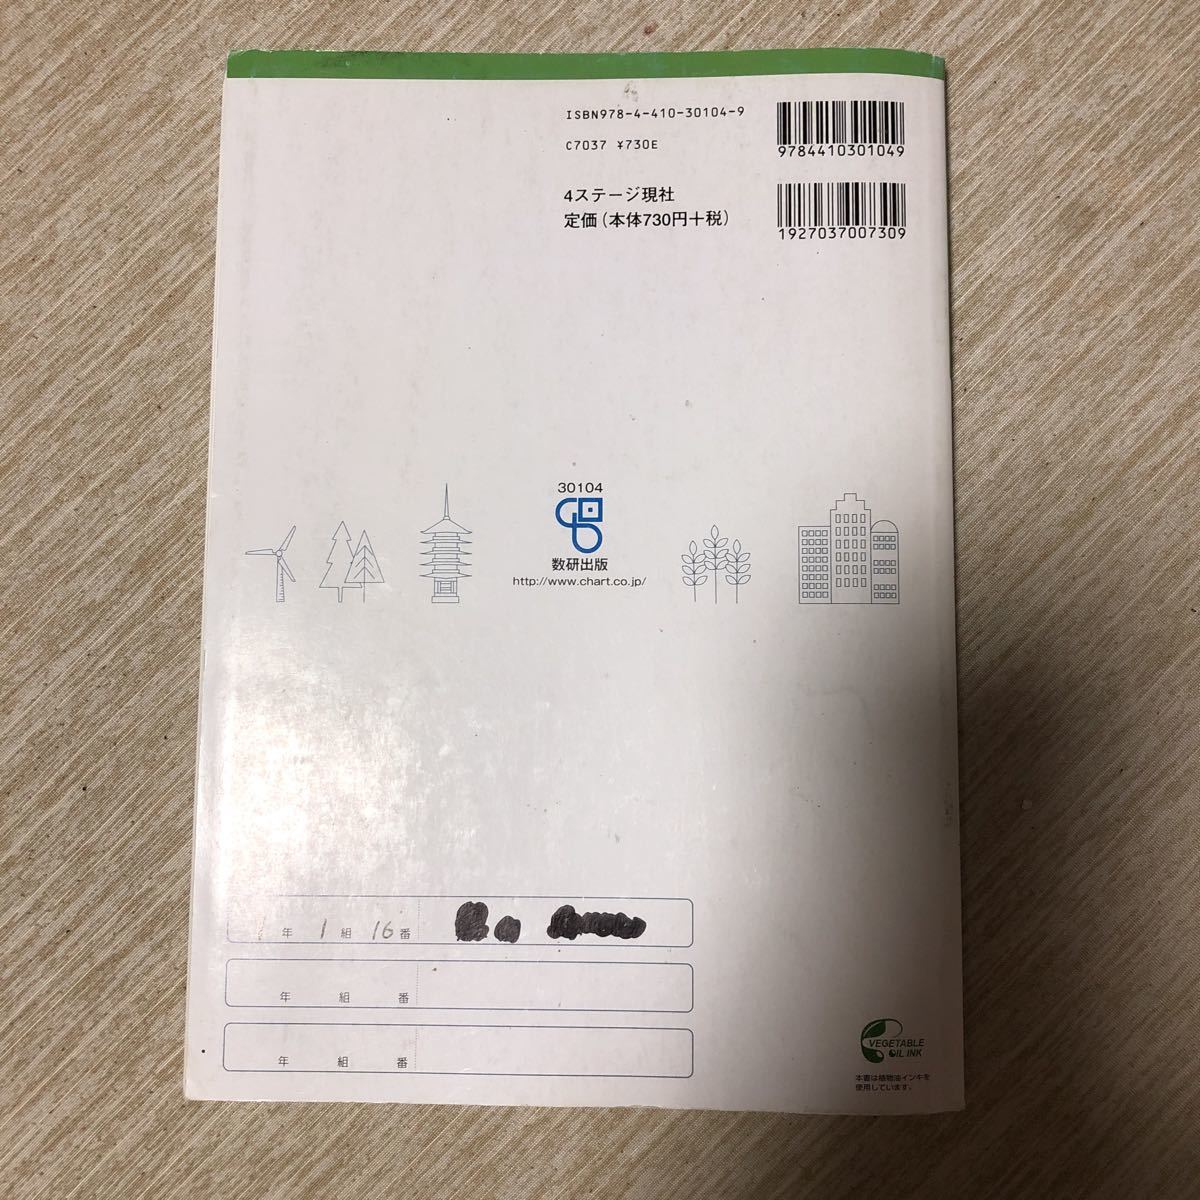 ISBN978-4-410-30104-9
9784410301049
C7037 ¥730E
4ステージ現社
定価(本体730円+税)
1927037007309
30104
数研出版
http://www.chart.co.jp/
1年 1組 16番
年 組 番
年 組 番
VEGETABLE
OIL INK
本書は植物油インキを
使用しています。